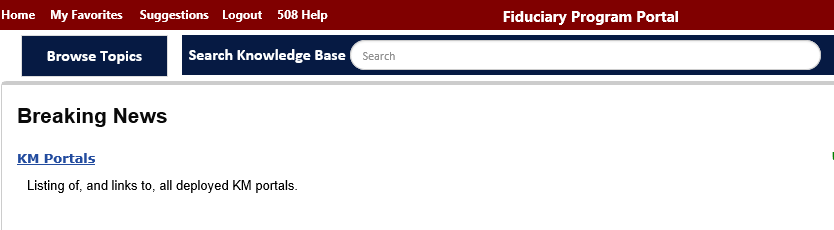 Home My Favorites Suggestions Logout 508 Help Fiduciary Program Portal
Browse Topics Search Knowledge Base Search
Breaking News
KM Portals
Listing of, and links to, all deployed KM portals.